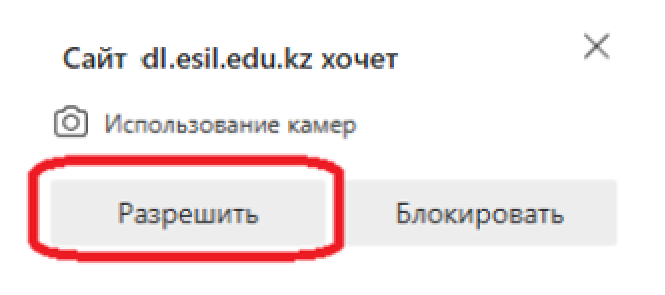 Сайт dl.esil.edu.kz хочет
Использование камер
Разрешить
Блокировать